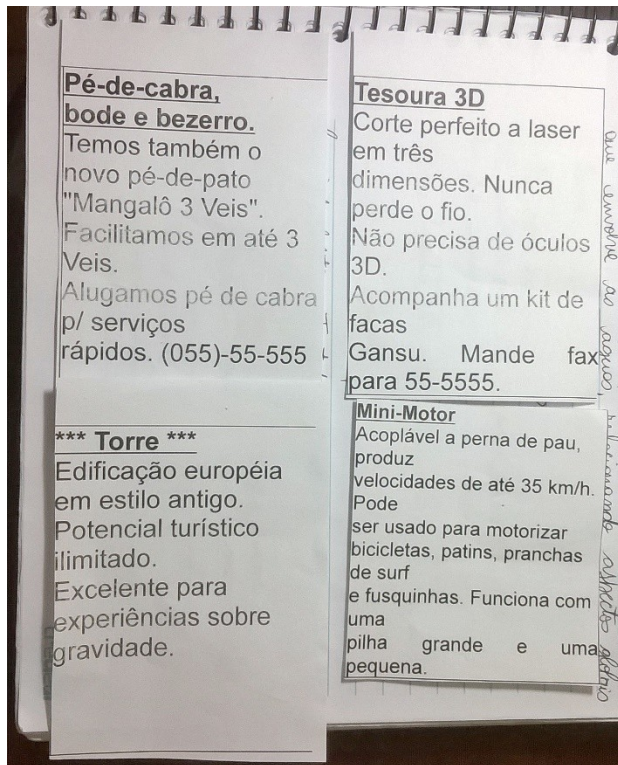 Pé-de-cabra,
bode e bezerro.
Temos também o
novo pé-de-pato
"Mangalô 3 Veis".
Facilitamos em até 3
Veis.
Alugamos pé de cabra
p/ serviços
rápidos. (055)-55-555
*** Torre ***
Edificação européia
em estilo antigo.
Potencial turístico
ilimitado.
Excelente para
experiências sobre
gravidade.
Tesoura 3D
Corte perfeito a laser
em três
dimensões. Nunca
perde o fio.
Não precisa de óculos
3D.
Acompanha um kit de
facas
Gansu. Mande fax
para 55-5555.
Mini-Motor
Acoplável a perna de pau,
produz
velocidades de até 35 km/h.
Pode
ser usado para motorizar
bicicletas, patins, pranchas
de surf
e fusquinhas. Funciona com
uma
pilha grande e uma
pequena.
que envolve as relacionando aspectos